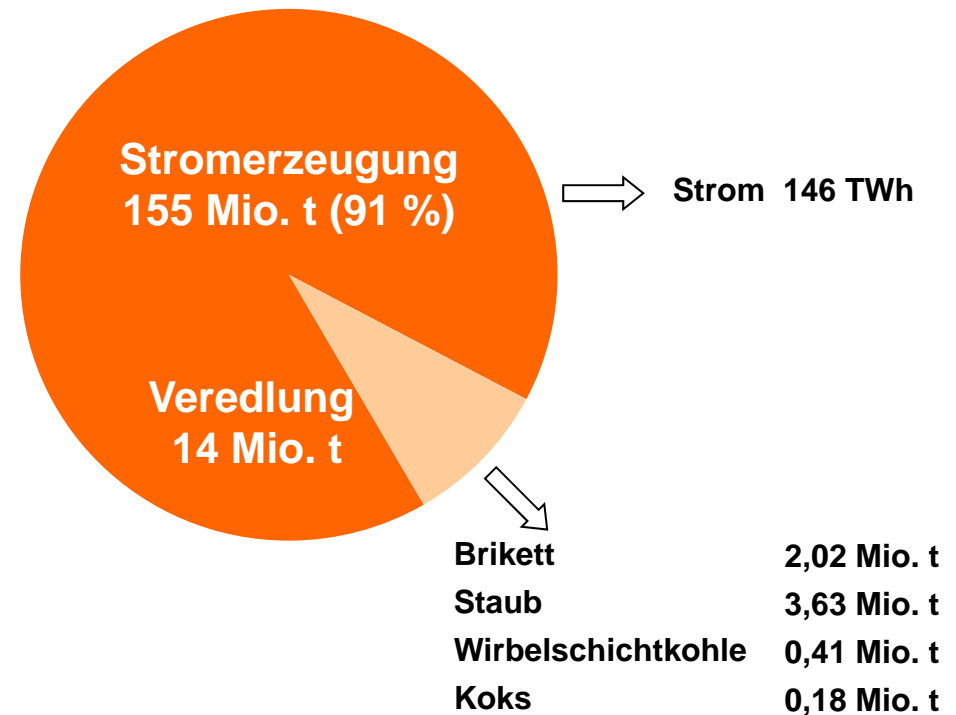 Stromerzeugung
155 Mio. t (91 %)
Strom 146 TWh
Veredlung
14 Mio. t
Brikett 2,02 Mio. t
Staub 3,63 Mio. t
Wirbelschichtkohle 0,41 Mio. t
Koks 0,18 Mio. t